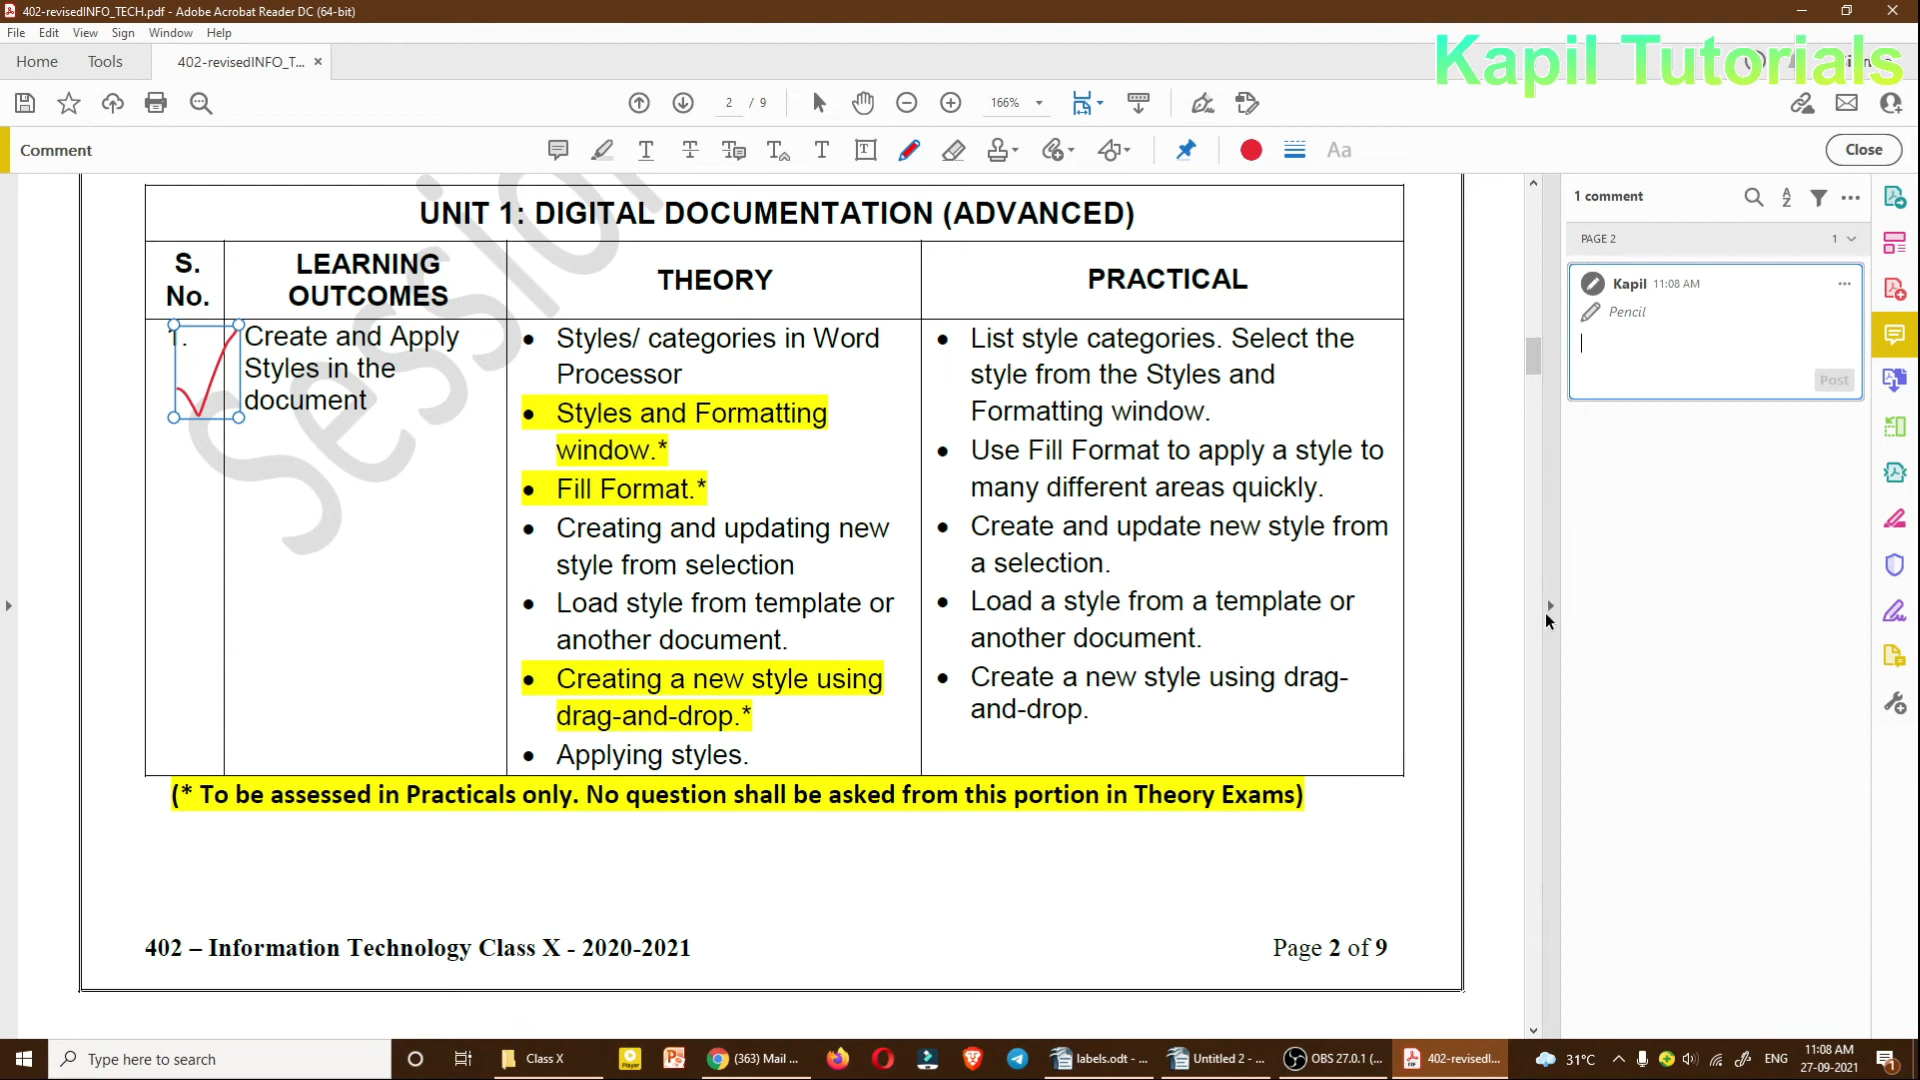 402-revisedINFO_TECH.pdf - Adobe Acrobat Reader DC (64-bit)
File Edit View Sign Window Help
Kapil Tutorials
Home Tools 402-revisedINFO_T... ×
2 / 9 166%
Comment Aa Close
1 comment
PAGE 2 1
Kapil 11:08 AM
Pencil
Post
Session
UNIT 1: DIGITAL DOCUMENTATION (ADVANCED)
S. No. LEARNING OUTCOMES THEORY PRACTICAL
1. Create and Apply
Styles in the
document
• Styles/ categories in Word
Processor
• Styles and Formatting
window.*
• Fill Format.*
• Creating and updating new
style from selection
• Load style from template or
another document.
• Creating a new style using
drag-and-drop.*
• Applying styles.
• List style categories. Select the
style from the Styles and
Formatting window.
• Use Fill Format to apply a style to
many different areas quickly.
• Create and update new style from
a selection.
• Load a style from a template or
another document.
• Create a new style using drag-
and-drop.
(* To be assessed in Practicals only. No question shall be asked from this portion in Theory Exams)
402 – Information Technology Class X - 2020-2021 Page 2 of 9
Type here to search Class X (363) Mail ... labels.odt - ... Untitled 2 - ... OBS 27.0.1 (... 402-revisedI... 31°C ENG 11:08 AM
27-09-2021